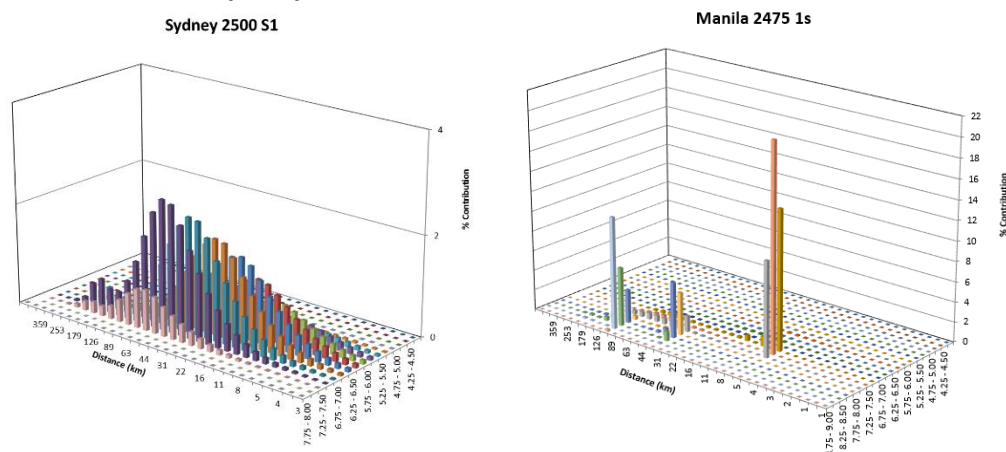 Sydney 2500 S1
4
2
0
% Contribution
359
253
179
126
89
63
44
31
22
16
11
8
5
4
3
Distance (km)
7.75 - 8.00
7.25 - 7.50
6.75 - 7.00
6.25 - 6.50
5.75 - 6.00
5.25 - 5.50
4.75 - 5.00
4.25 - 4.50
Manila 2475 1s
22
20
18
16
14
12
10
8
6
4
2
0
% Contribution
359
253
179
126
89
63
44
31
22
16
11
8
5
4
3
2
1
1
Distance (km)
.75 - 9.00
8.25 - 8.50
7.75 - 8.00
7.25 - 7.50
6.75 - 7.00
6.25 - 6.50
5.75 - 6.00
5.25 - 5.50
4.75 - 5.00
4.25 - 4.50